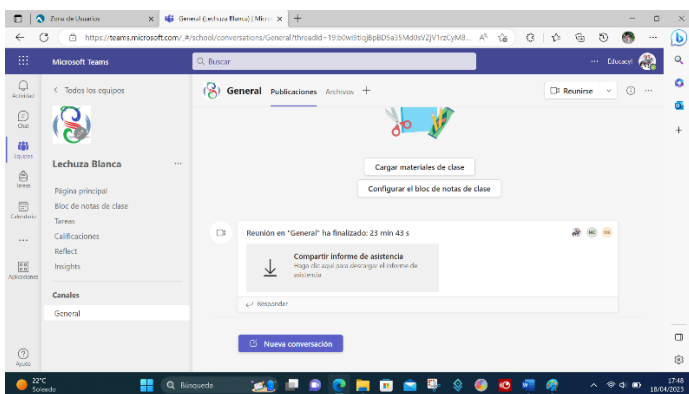 Zona de Usuarios
General (Lechuza Blanca) | Micro
https://teams.microsoft.com/_#/school/conversations/General?threadId=19:b0wi9tiqjBpBD5a35Md0sVZjV1rzCyM8...
Microsoft Teams
Buscar
Educacyl
Actividad
Chat
Equipos
Tareas
Calendario
Aplicaciones
Ayuda
Todos los equipos
Lechuza Blanca
Página principal
Bloc de notas de clase
Tareas
Calificaciones
Reflect
Insights
Canales
General
General Publicaciones Archivos
Reunirse
Cargar materiales de clase
Configurar el bloc de notas de clase
Reunión en "General" ha finalizado: 23 min 43 s
Compartir informe de asistencia
Haga clic aquí para descargar el informe de
asistencia
Responder
Nueva conversación
22°C
Soleado
Búsqueda
17:48
18/04/2023